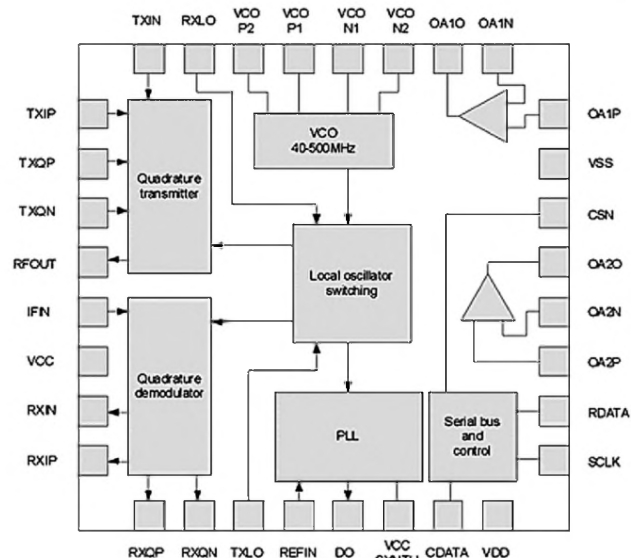 TXIN
RXLO
VCO
P2
VCO
P1
VCO
N1
VCO
N2
OA1O
OA1N
TXIP
TXQP
TXQN
RFOUT
IFIN
VCC
RXIN
RXIP
Quadrature
transmitter
VCO
40-500MHz
Local oscillator
switching
Quadrature
demodulator
PLL
Serial bus
and
control
OA1P
VSS
CSN
OA2O
OA2N
OA2P
RDATA
SCLK
RXQP
RXQN
TXLO
REFIN
DO
VCC
CDATA
VDD